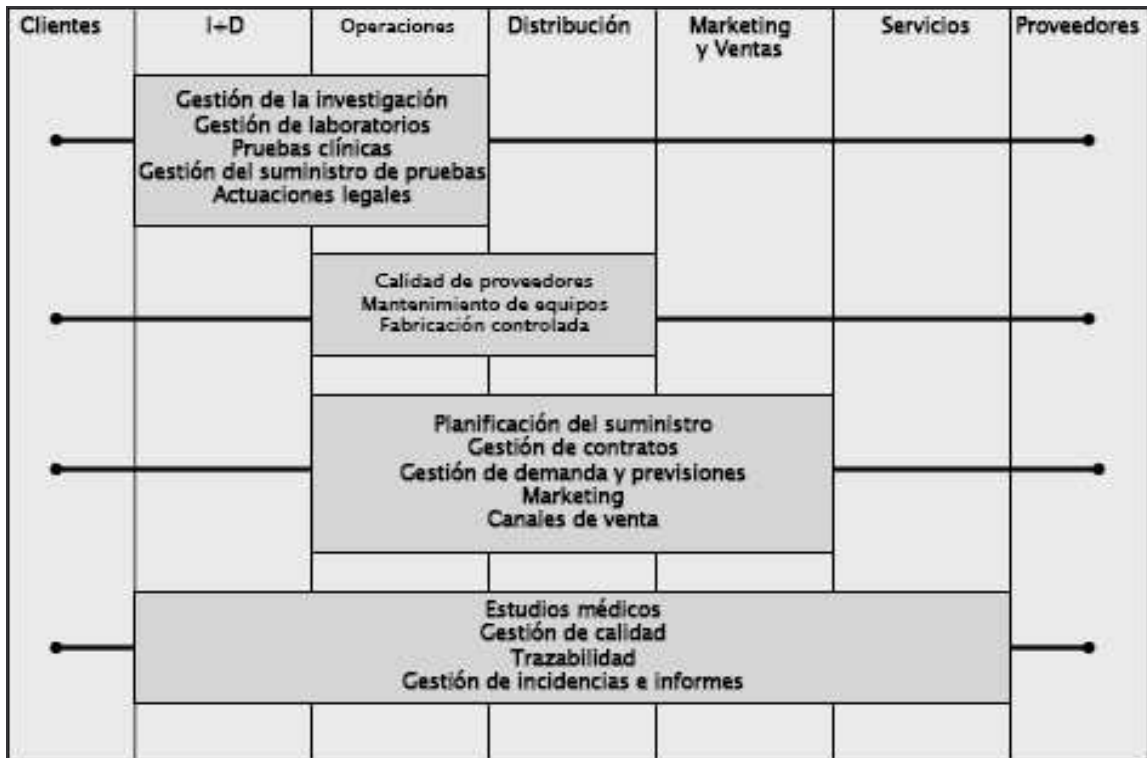 Clientes
I+D
Operaciones
Distribución
Marketing
y Ventas
Servicios
Proveedores
Gestión de la investigación
Gestión de laboratorios
Pruebas clínicas
Gestión del suministro de pruebas
Actuaciones legales
Calidad de proveedores
Mantenimiento de equipos
Fabricación controlada
Planificación del suministro
Gestión de contratos
Gestión de demanda y previsiones
Marketing
Canales de venta
Estudios médicos
Gestión de calidad
Trazabilidad
Gestión de incidencias e informes